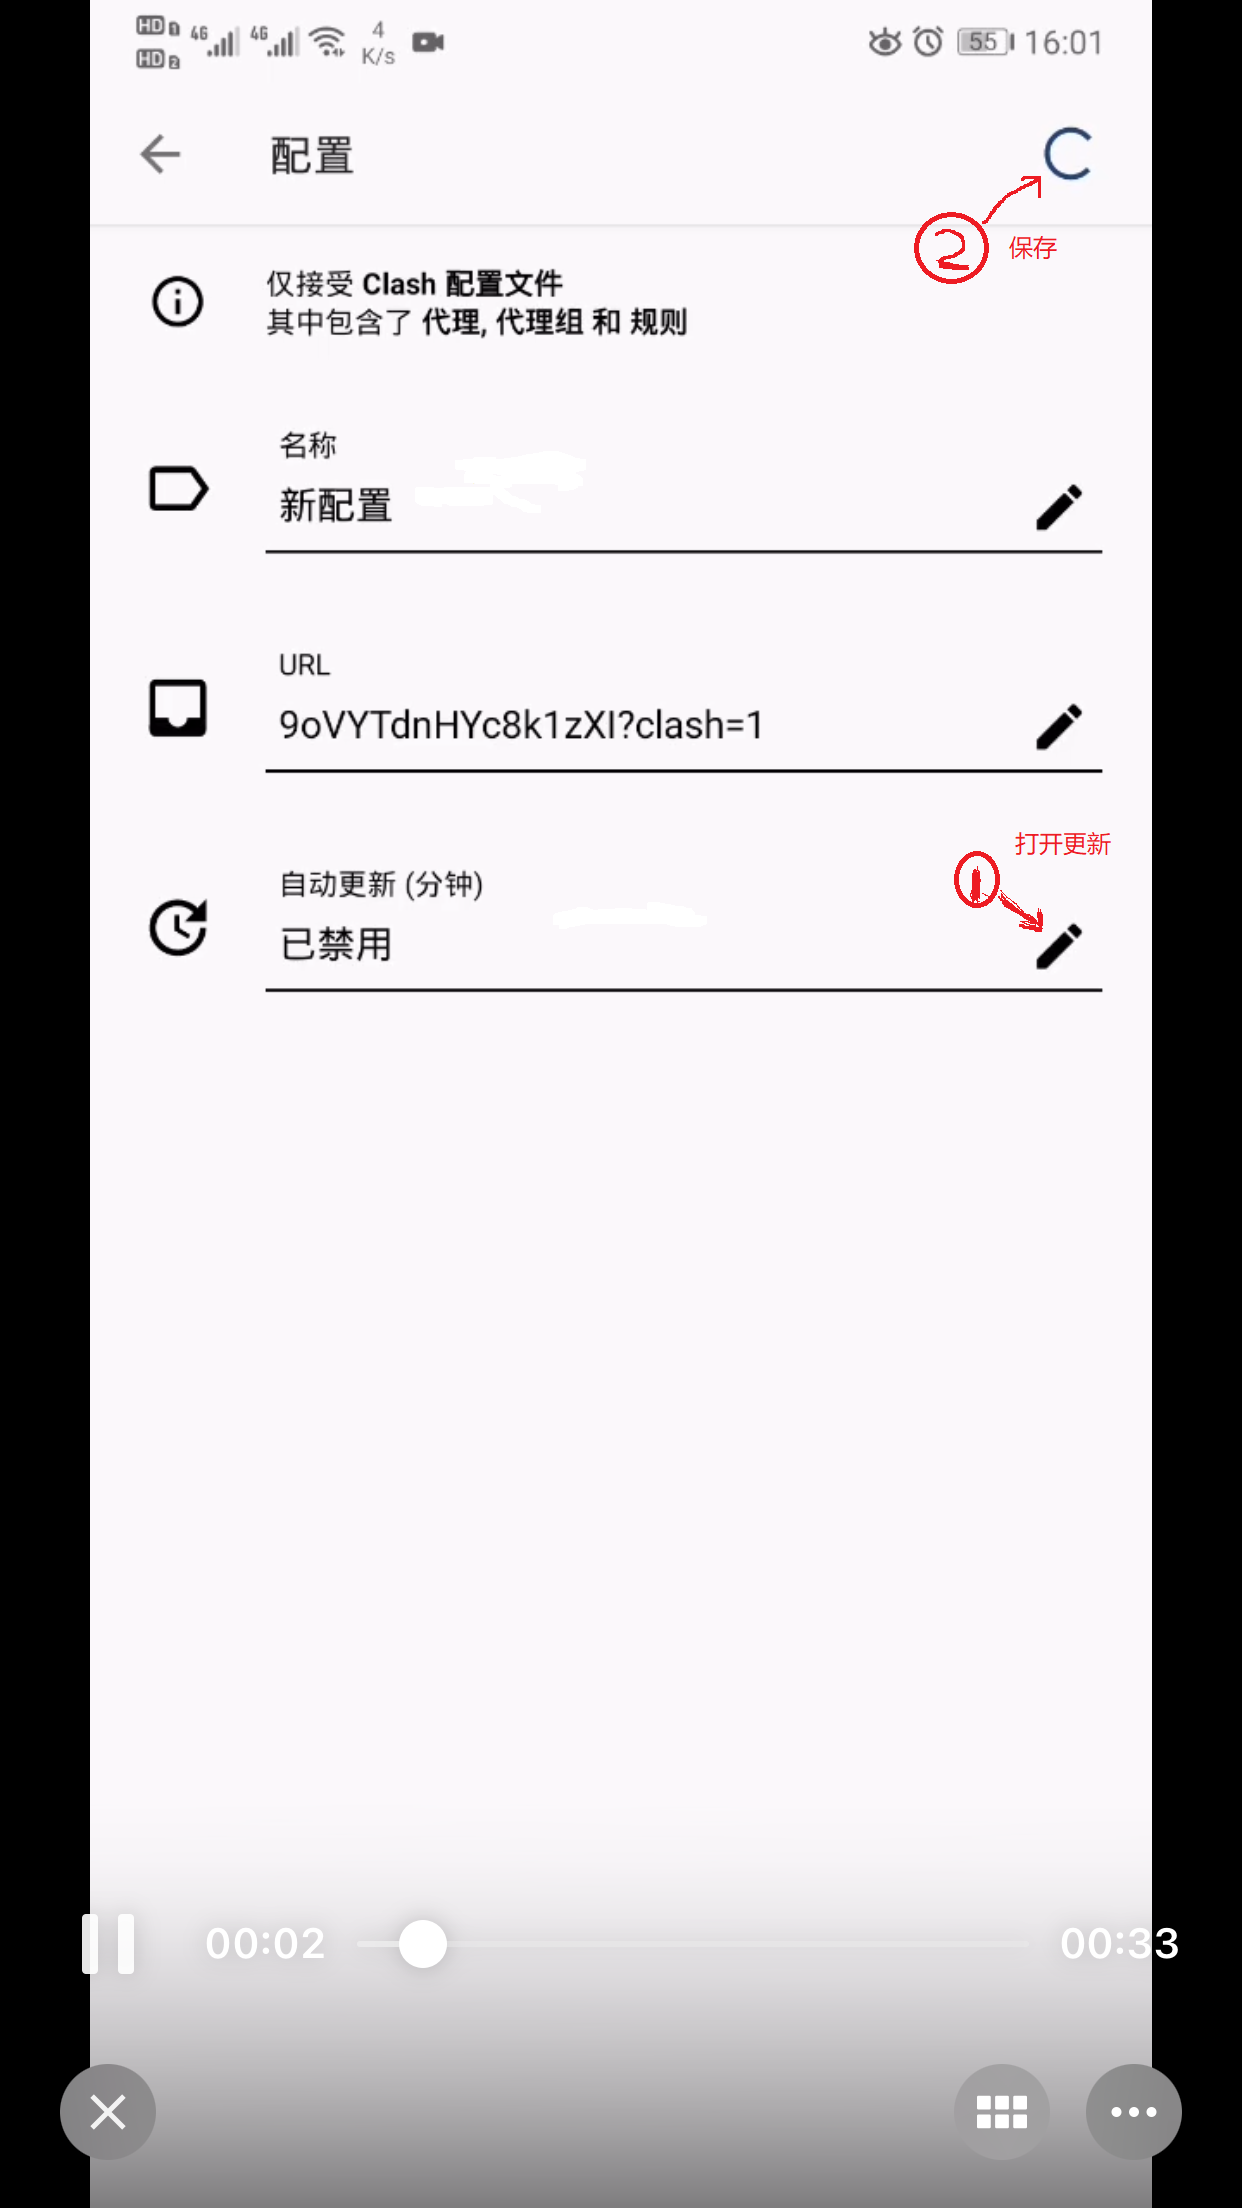 HD 1 4G 4G 4 K/s 55 16:01
HD 2
配置
② 保存
仅接受 Clash 配置文件
其中包含了 代理, 代理组 和 规则
名称
新配置
URL
9oVYTdnHYc8k1zXI?clash=1
① 打开更新
自动更新 (分钟)
已禁用
00:02 00:33